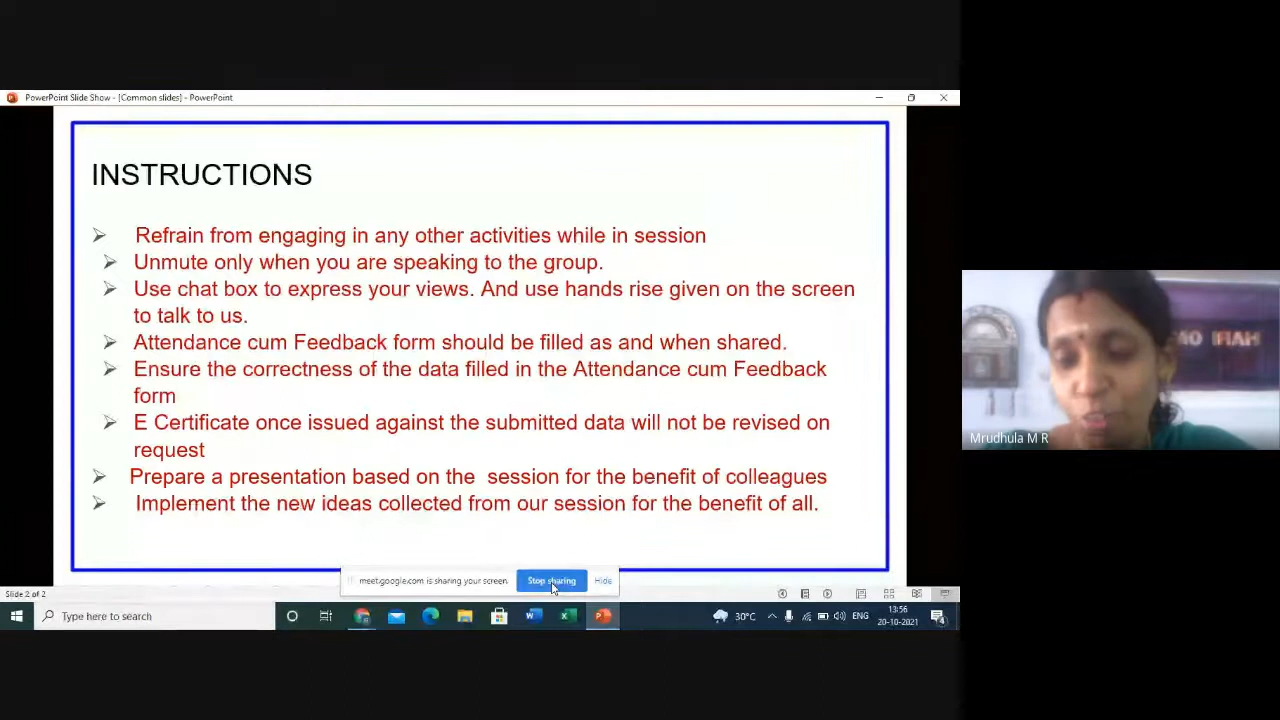 PowerPoint Slide Show - [Common slides] - PowerPoint
INSTRUCTIONS
Refrain from engaging in any other activities while in session
Unmute only when you are speaking to the group.
Use chat box to express your views. And use hands rise given on the screen
to talk to us.
Attendance cum Feedback form should be filled as and when shared.
Ensure the correctness of the data filled in the Attendance cum Feedback
form
E Certificate once issued against the submitted data will not be revised on
request
Prepare a presentation based on the session for the benefit of colleagues
Implement the new ideas collected from our session for the benefit of all.
meet.google.com is sharing your screen.
Stop sharing
Hide
Slide 2 of 2
Type here to search
30°C
ENG
13:56
20-10-2021
4
Mrudhula M R